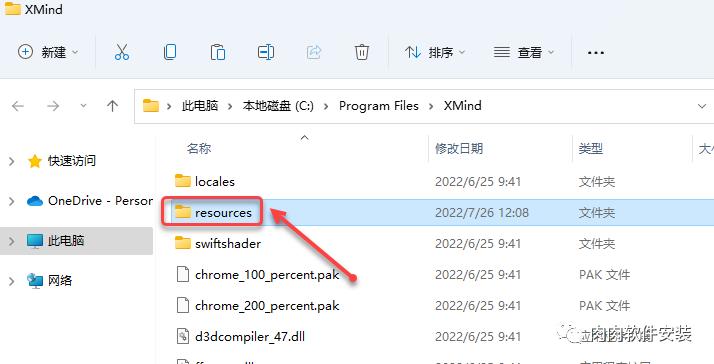 XMind
新建 排序 查看
此电脑 本地磁盘 (C:) Program Files XMind
名称 修改日期 类型 大小
快速访问
OneDrive - Person
此电脑
网络
locales 2022/6/25 9:41 文件夹
resources 2022/7/26 12:08 文件夹
swiftshader 2022/6/25 9:41 文件夹
chrome_100_percent.pak 2022/6/25 9:41 PAK 文件
chrome_200_percent.pak 2022/6/25 9:41 PAK 文件
d3dcompiler_47.dll 2022/6/25 9:41
肉肉软件安装